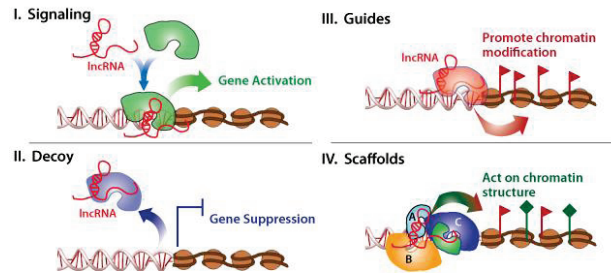 I. Signaling
lncRNA
Gene Activation
II. Decoy
lncRNA
Gene Suppression
III. Guides
lncRNA
Promote chromatin
modification
IV. Scaffolds
Act on chromatin
structure
A
B
C